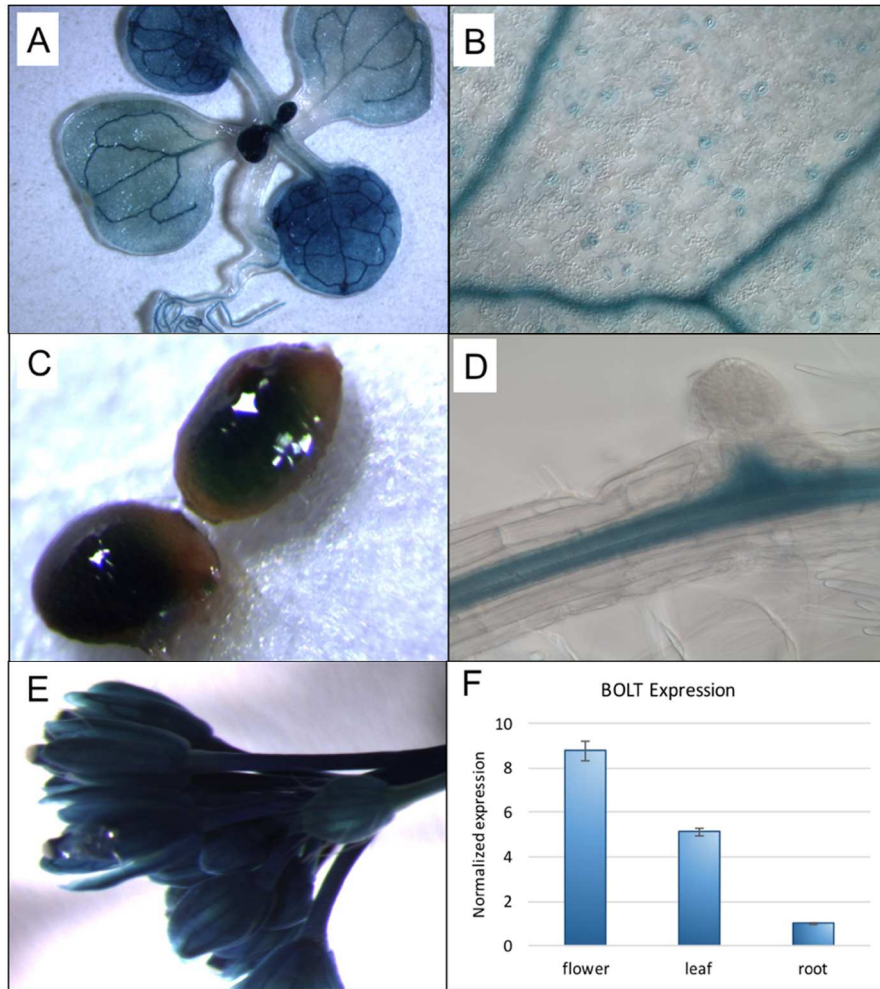 A
B
C
D
E
F
BOLT Expression
10
8
6
4
2
0
Normalized expression
flower leaf root